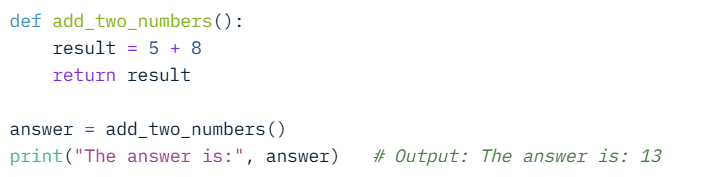 def add_two_numbers():
    result = 5 + 8
    return result

answer = add_two_numbers()
print("The answer is:", answer)   # Output: The answer is: 13